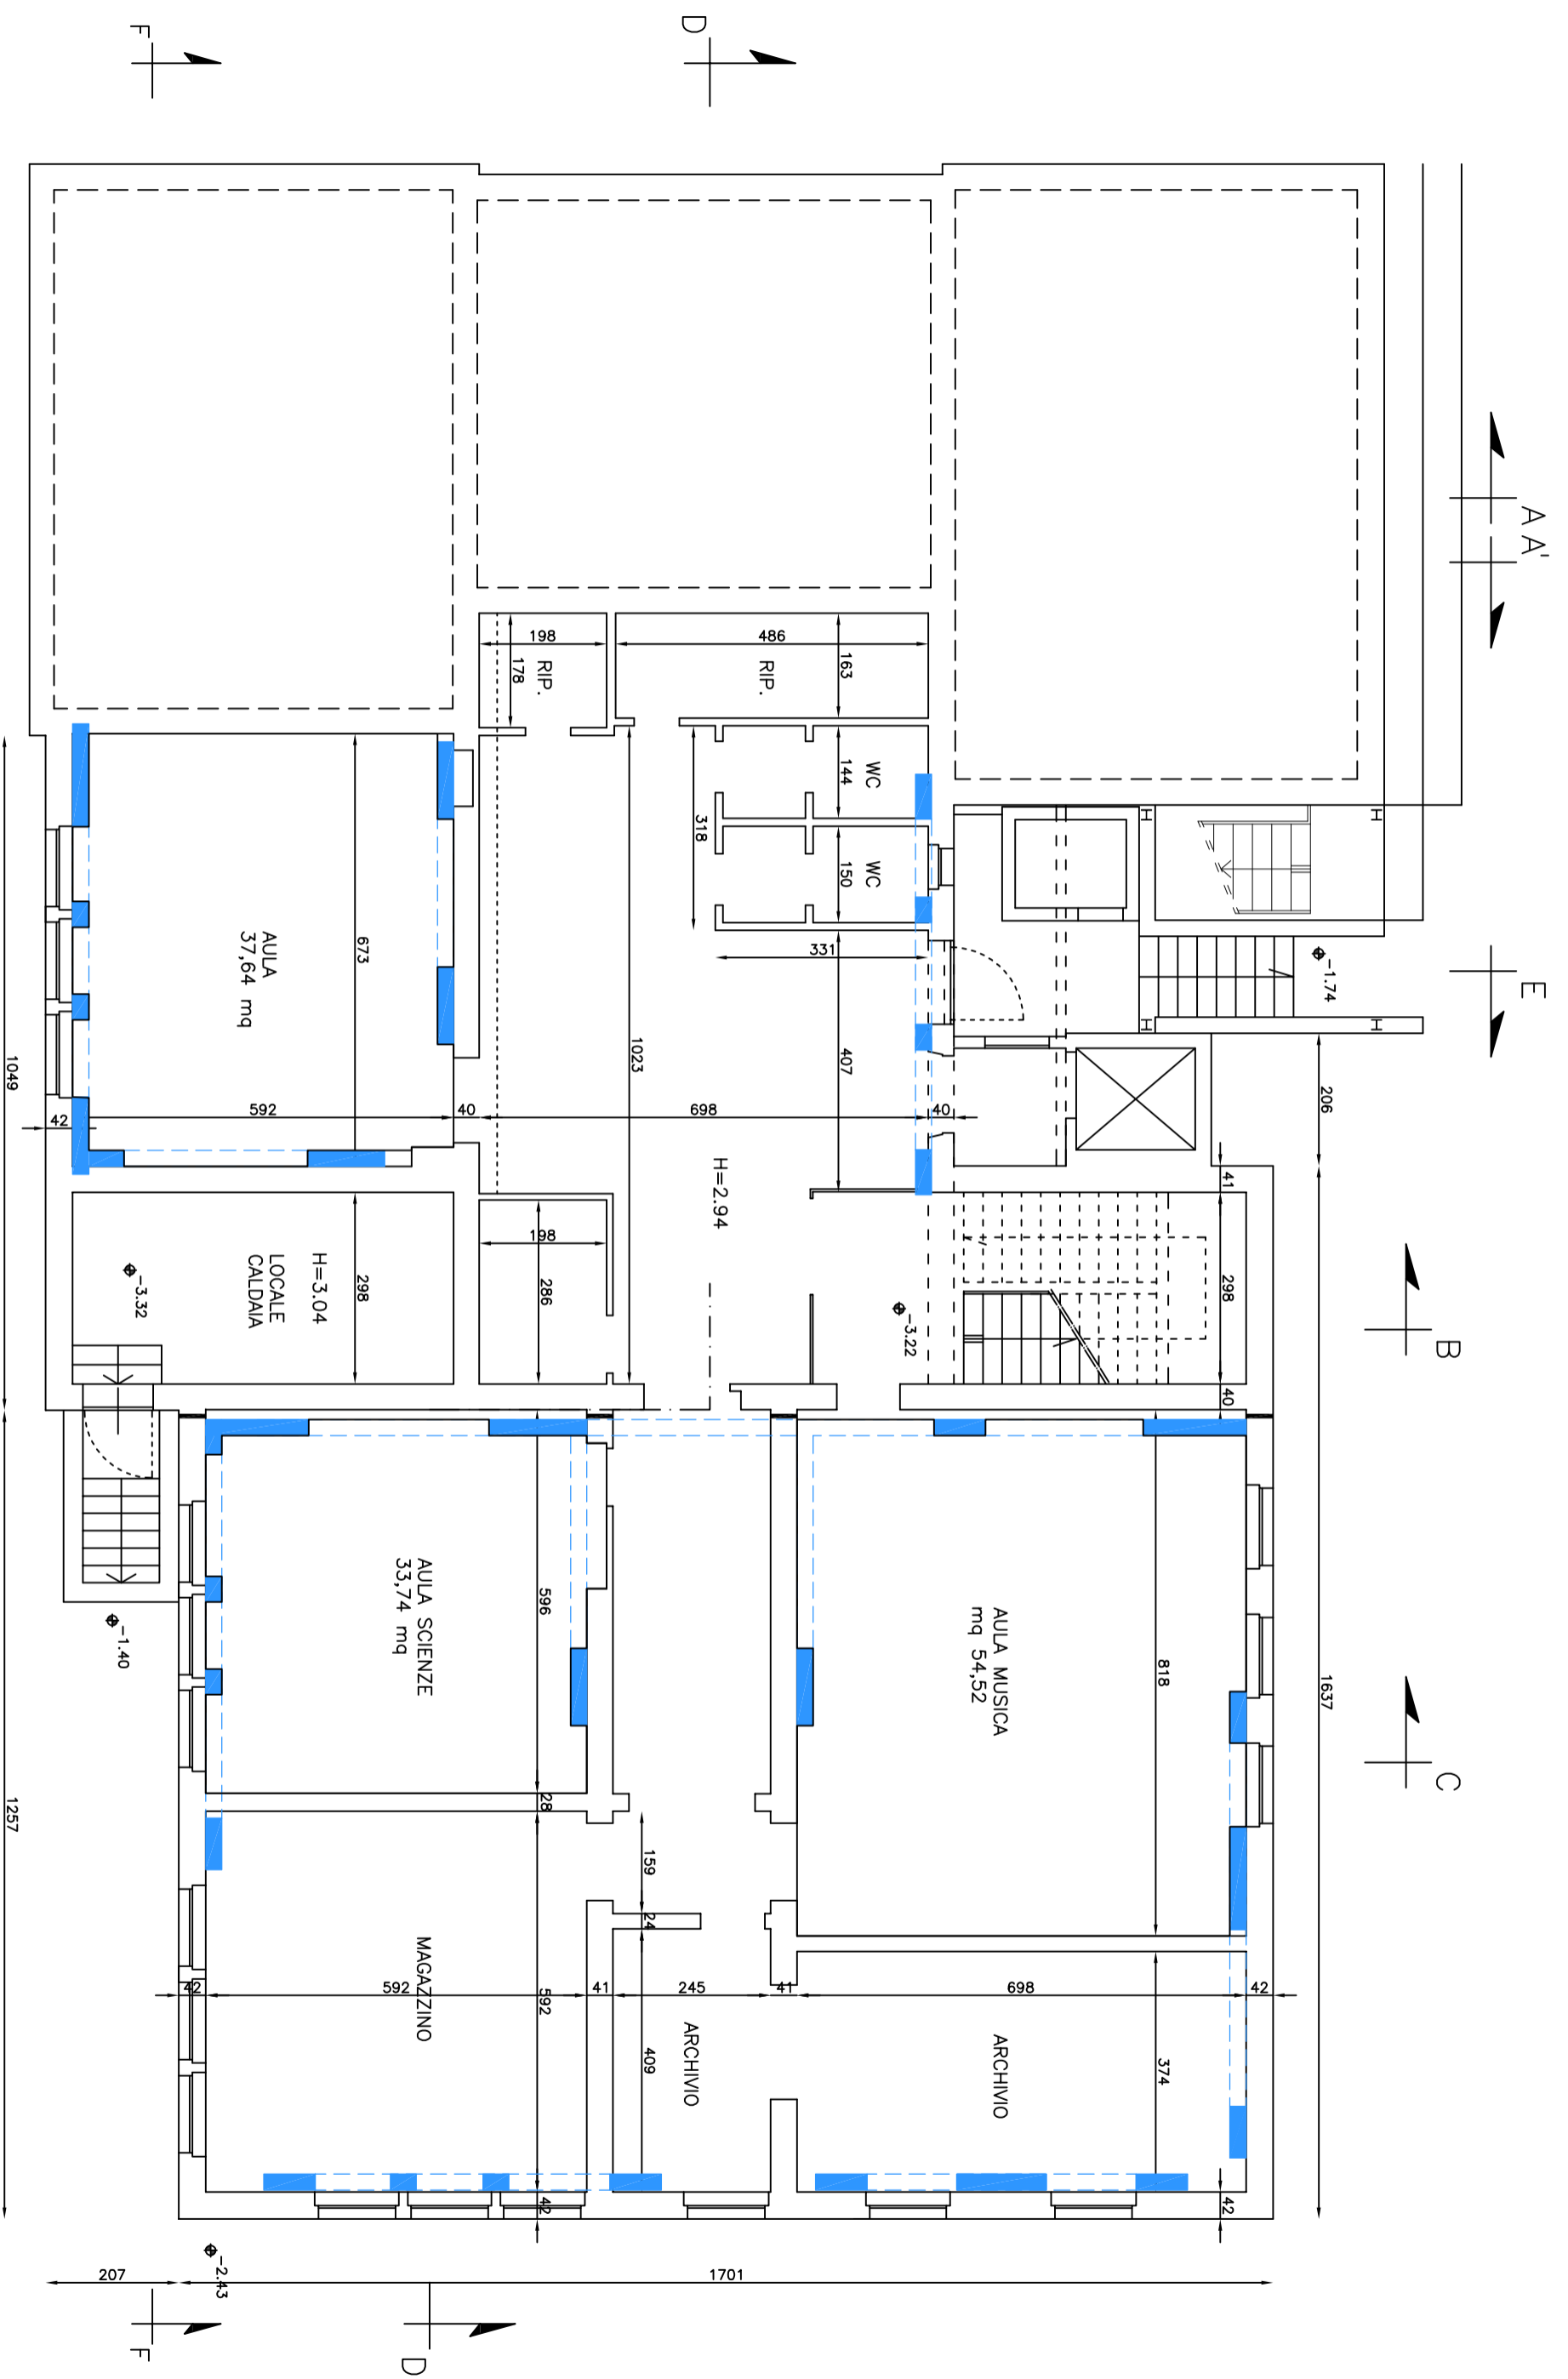 F
D
A A'
E
B
C
F
D
RIP.
198
178
RIP.
486
163
WC
144
WC
150
318
331
407
1023
AULA
37,64 mq
673
592
40
698
40
42
1049
-1.74
206
41
298
40
H=2.94
-3.22
198
286
H=3.04
LOCALE
CALDAIA
298
-3.32
-1.40
AULA SCIENZE
33,74 mq
596
28
AULA MUSICA
mq 54,52
818
1637
159
24
409
MAGAZZINO
592
592
42
41
245
41
698
42
ARCHIVIO
ARCHIVIO
374
42
42
1257
-2.43
207
1701